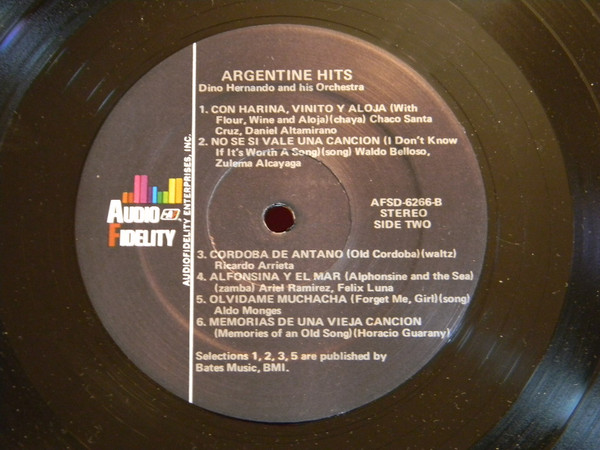 ARGENTINE HITS
Dino Hernando and his Orchestra
1. CON HARINA, VINITO Y ALOJA (With
Flour, Wine and Aloja)(chaya) Chaco Santa
Cruz, Daniel Altamirano
2. NO SE SI VALE UNA CANCION (I Don't Know
If It's Worth A Song)(song) Waldo Belloso,
Zulema Alcayaga
AFSD-6266-B
STEREO
SIDE TWO
AUDIO
FIDELITY
AUDIOFIDELITY ENTERPRISES, INC.
3. CORDOBA DE ANTANO (Old Cordoba)(waltz)
Ricardo Arrieta
4. ALFONSINA Y EL MAR (Alphonsine and the Sea)
(zamba) Ariel Ramirez, Felix Luna
5. OLVIDAME MUCHACHA (Forget Me, Girl)(song)
Aldo Monges
6. MEMORIAS DE UNA VIEJA CANCION
(Memories of an Old Song)(Horacio Guarany)
Selections 1, 2, 3, 5 are published by
Bates Music, BMI.